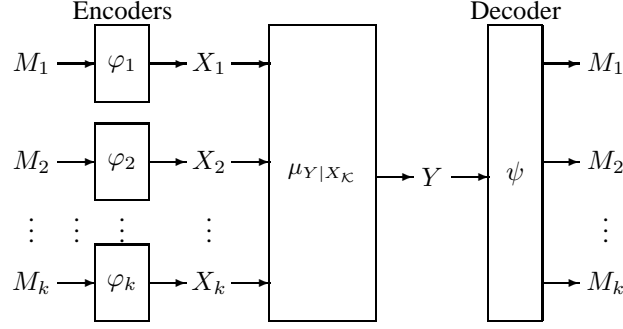 Encoders Decoder
M_1 φ_1 X_1 M_1
M_2 φ_2 X_2 M_2
μ_{Y|X_𝒦} Y ψ
⋮ ⋮ ⋮ ⋮ ⋮
M_k φ_k X_k M_k